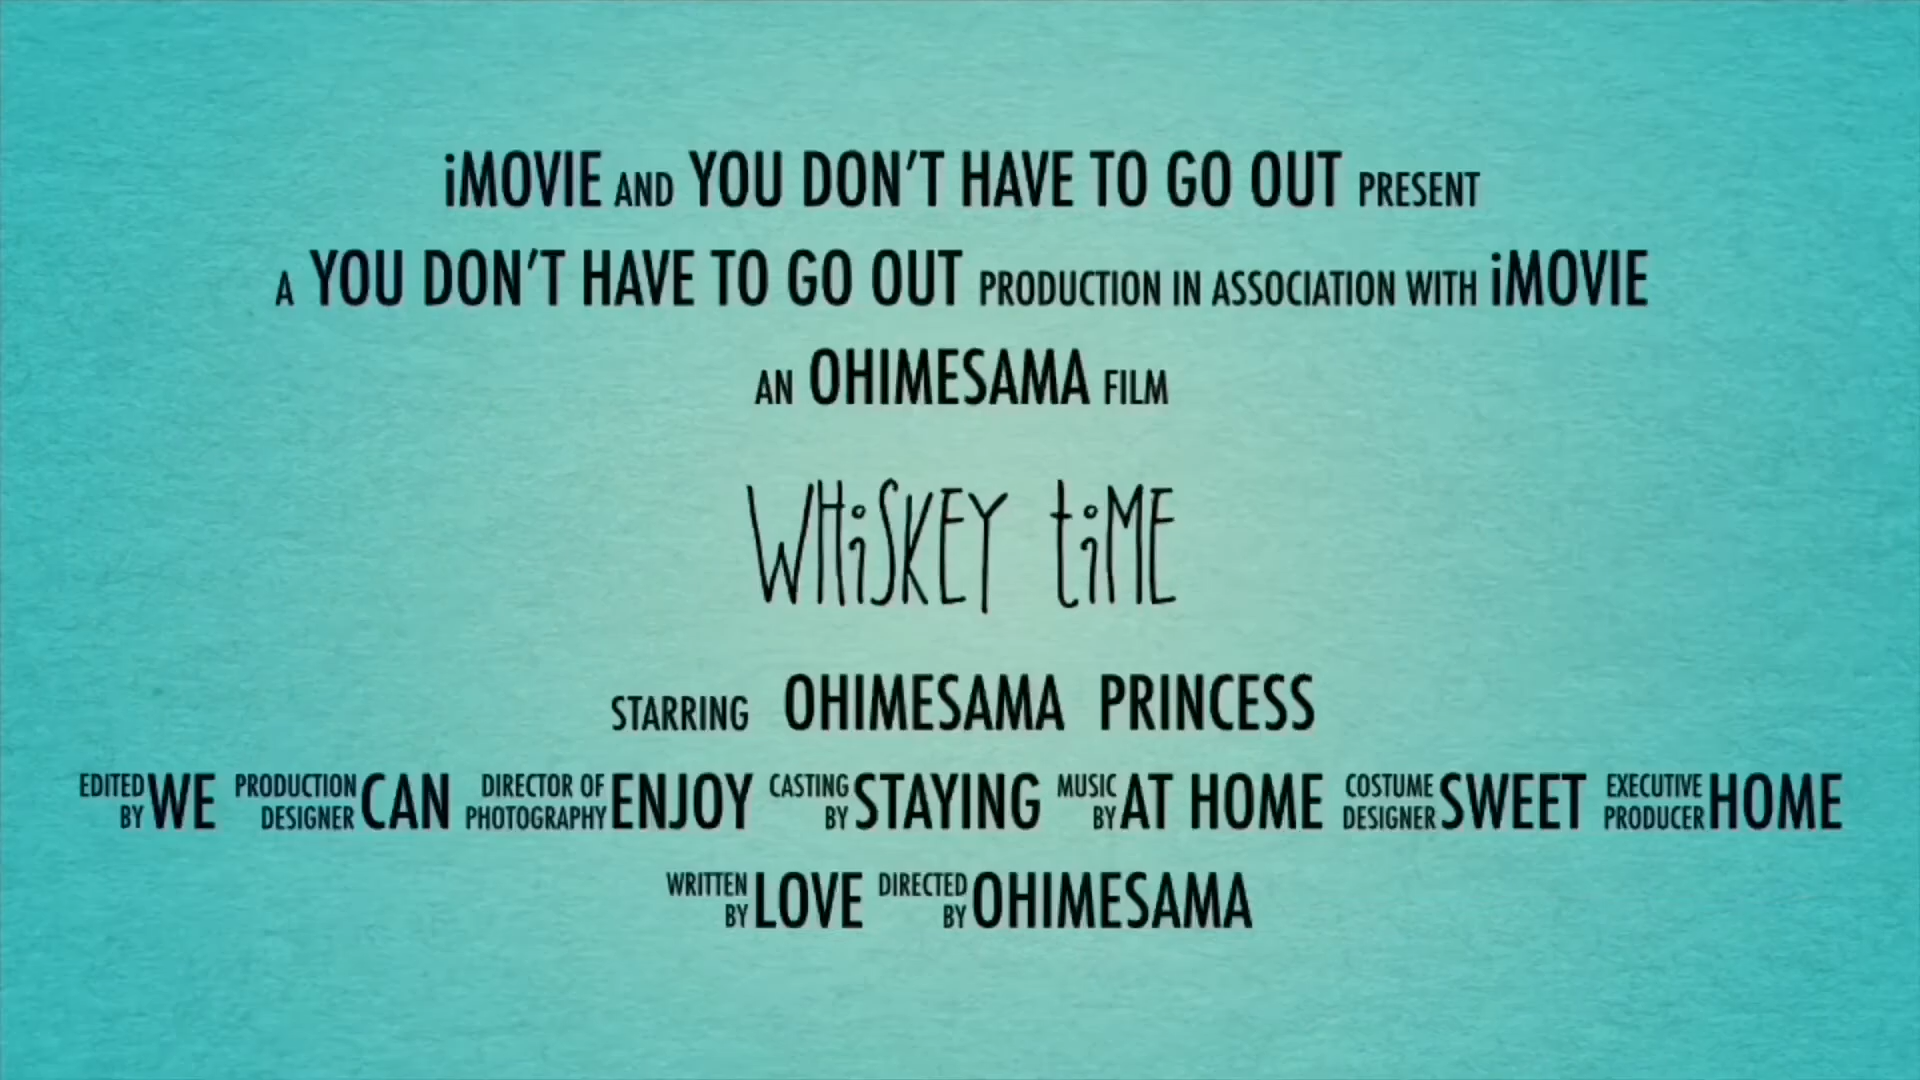 iMOVIE AND YOU DON'T HAVE TO GO OUT PRESENT
A YOU DON'T HAVE TO GO OUT PRODUCTION IN ASSOCIATION WITH iMOVIE
AN OHIMESAMA FILM
WHiSKEY tiME
STARRING OHIMESAMA PRINCESS
EDITED BY WE PRODUCTION DESIGNER CAN DIRECTOR OF PHOTOGRAPHY ENJOY CASTING BY STAYING MUSIC BY AT HOME COSTUME DESIGNER SWEET EXECUTIVE PRODUCER HOME
WRITTEN BY LOVE DIRECTED BY OHIMESAMA